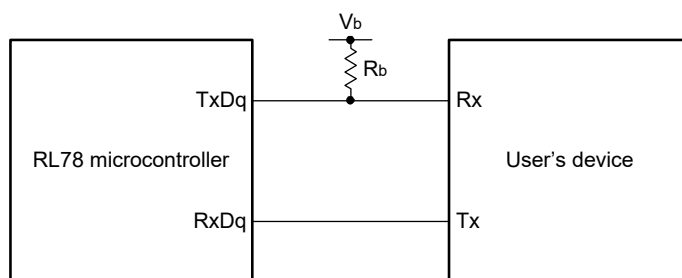 Vb
Rb
TxDq Rx
RL78 microcontroller User's device
RxDq Tx